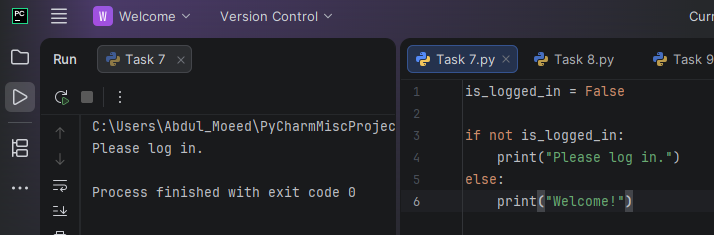 PC
W Welcome Version Control Curr
Run Task 7
C:\Users\Abdul_Moeed\PyCharmMiscProjec
Please log in.
Process finished with exit code 0
Task 7.py Task 8.py Task 9
1 is_logged_in = False
2
3 if not is_logged_in:
4 print("Please log in.")
5 else:
6 print("Welcome!")